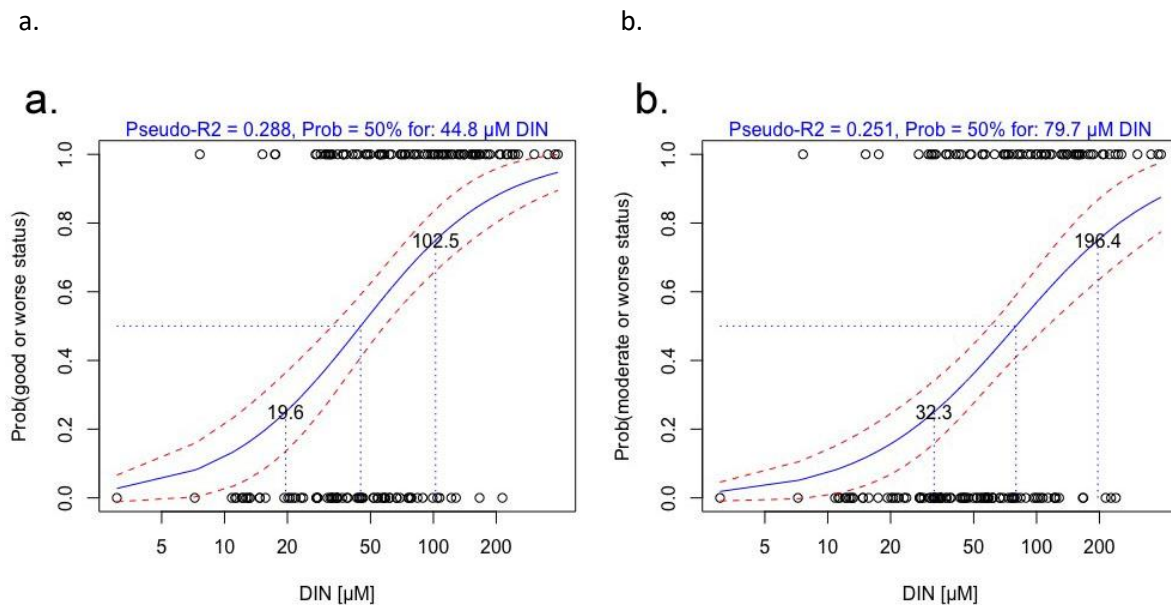 a.
b.
a.
Pseudo-R2 = 0.288, Prob = 50% for: 44.8 µM DIN
Prob(good or worse status)
1.0
0.8
0.6
0.4
0.2
0.0
102.5
19.6
5 10 20 50 100 200
DIN [µM]
b.
Pseudo-R2 = 0.251, Prob = 50% for: 79.7 µM DIN
Prob(moderate or worse status)
1.0
0.8
0.6
0.4
0.2
0.0
196.4
32.3
5 10 20 50 100 200
DIN [µM]